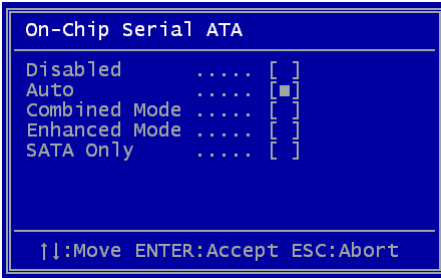 On-Chip Serial ATA
Disabled ..... [ ]
Auto ..... [■]
Combined Mode ..... [ ]
Enhanced Mode ..... [ ]
SATA Only ..... [ ]
↑↓:Move ENTER:Accept ESC:Abort